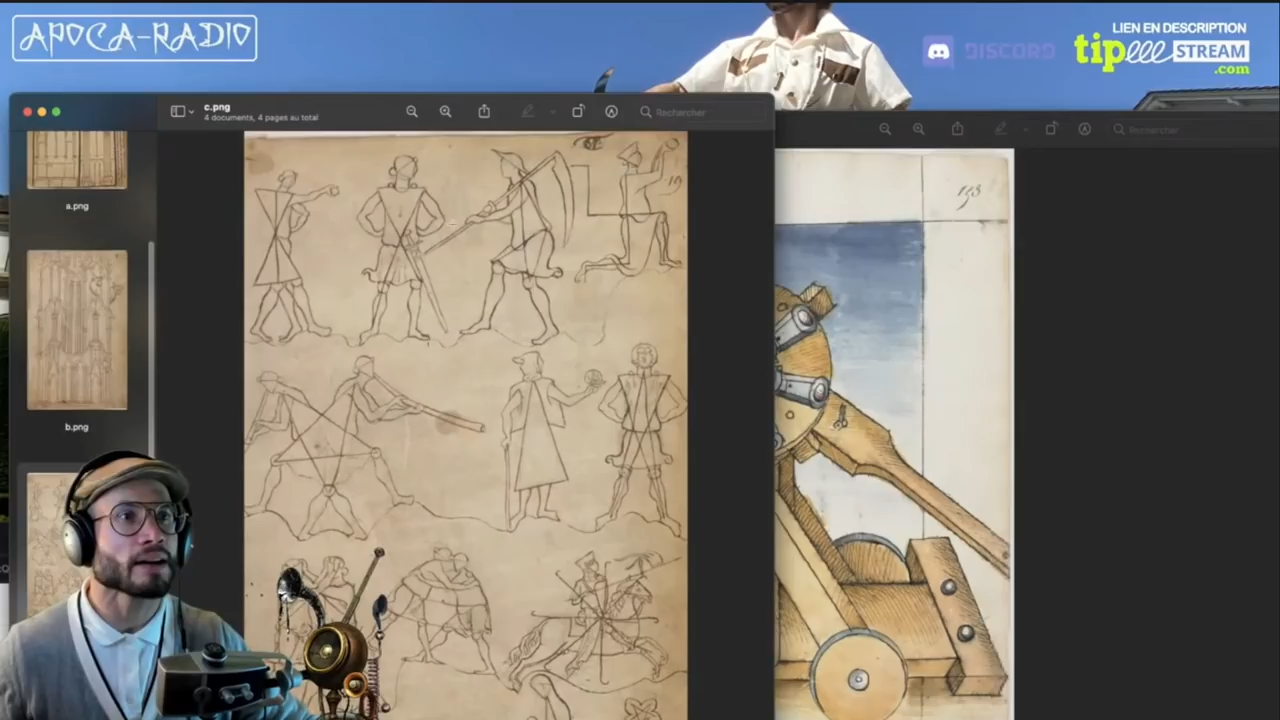 APOCA-RADIO
DISCORD
LIEN EN DESCRIPTION
tipeee STREAM
.com
c.png
4 documents, 4 pages au total
Rechercher
Rechercher
a.png
b.png